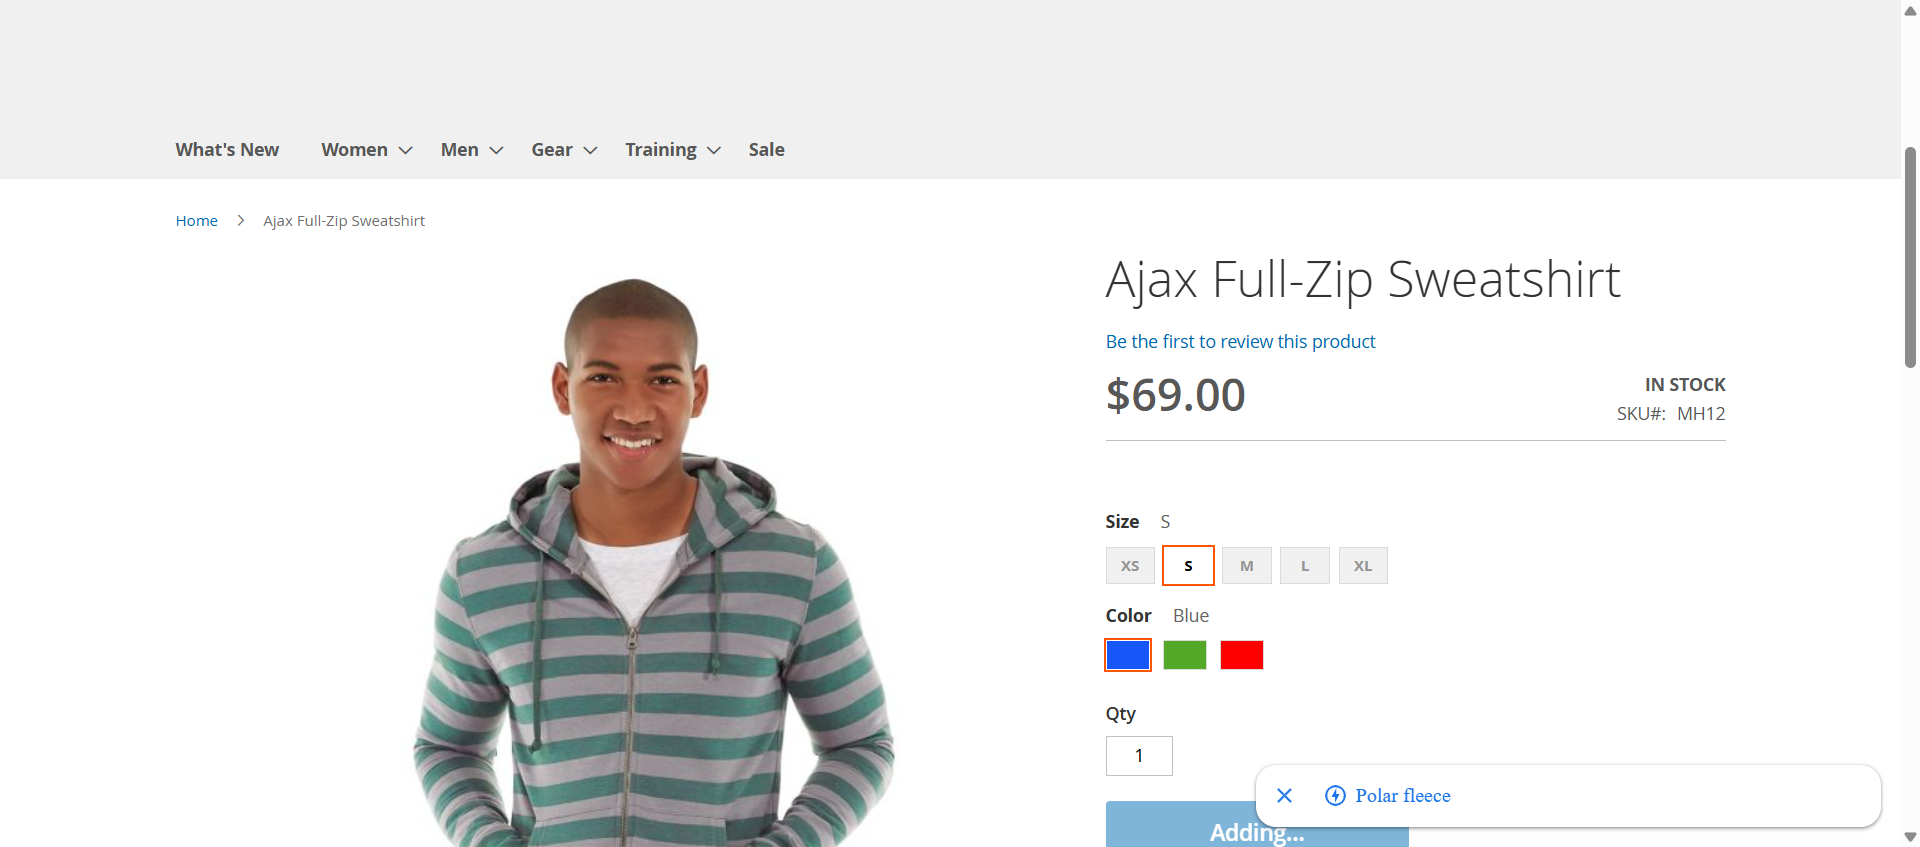 What's New Women Men Gear Training Sale
Home Ajax Full-Zip Sweatshirt
Ajax Full-Zip Sweatshirt
Be the first to review this product
$69.00
IN STOCK
SKU#: MH12
Size S
XS S M L XL
Color Blue
Qty
1
Polar fleece
Adding...